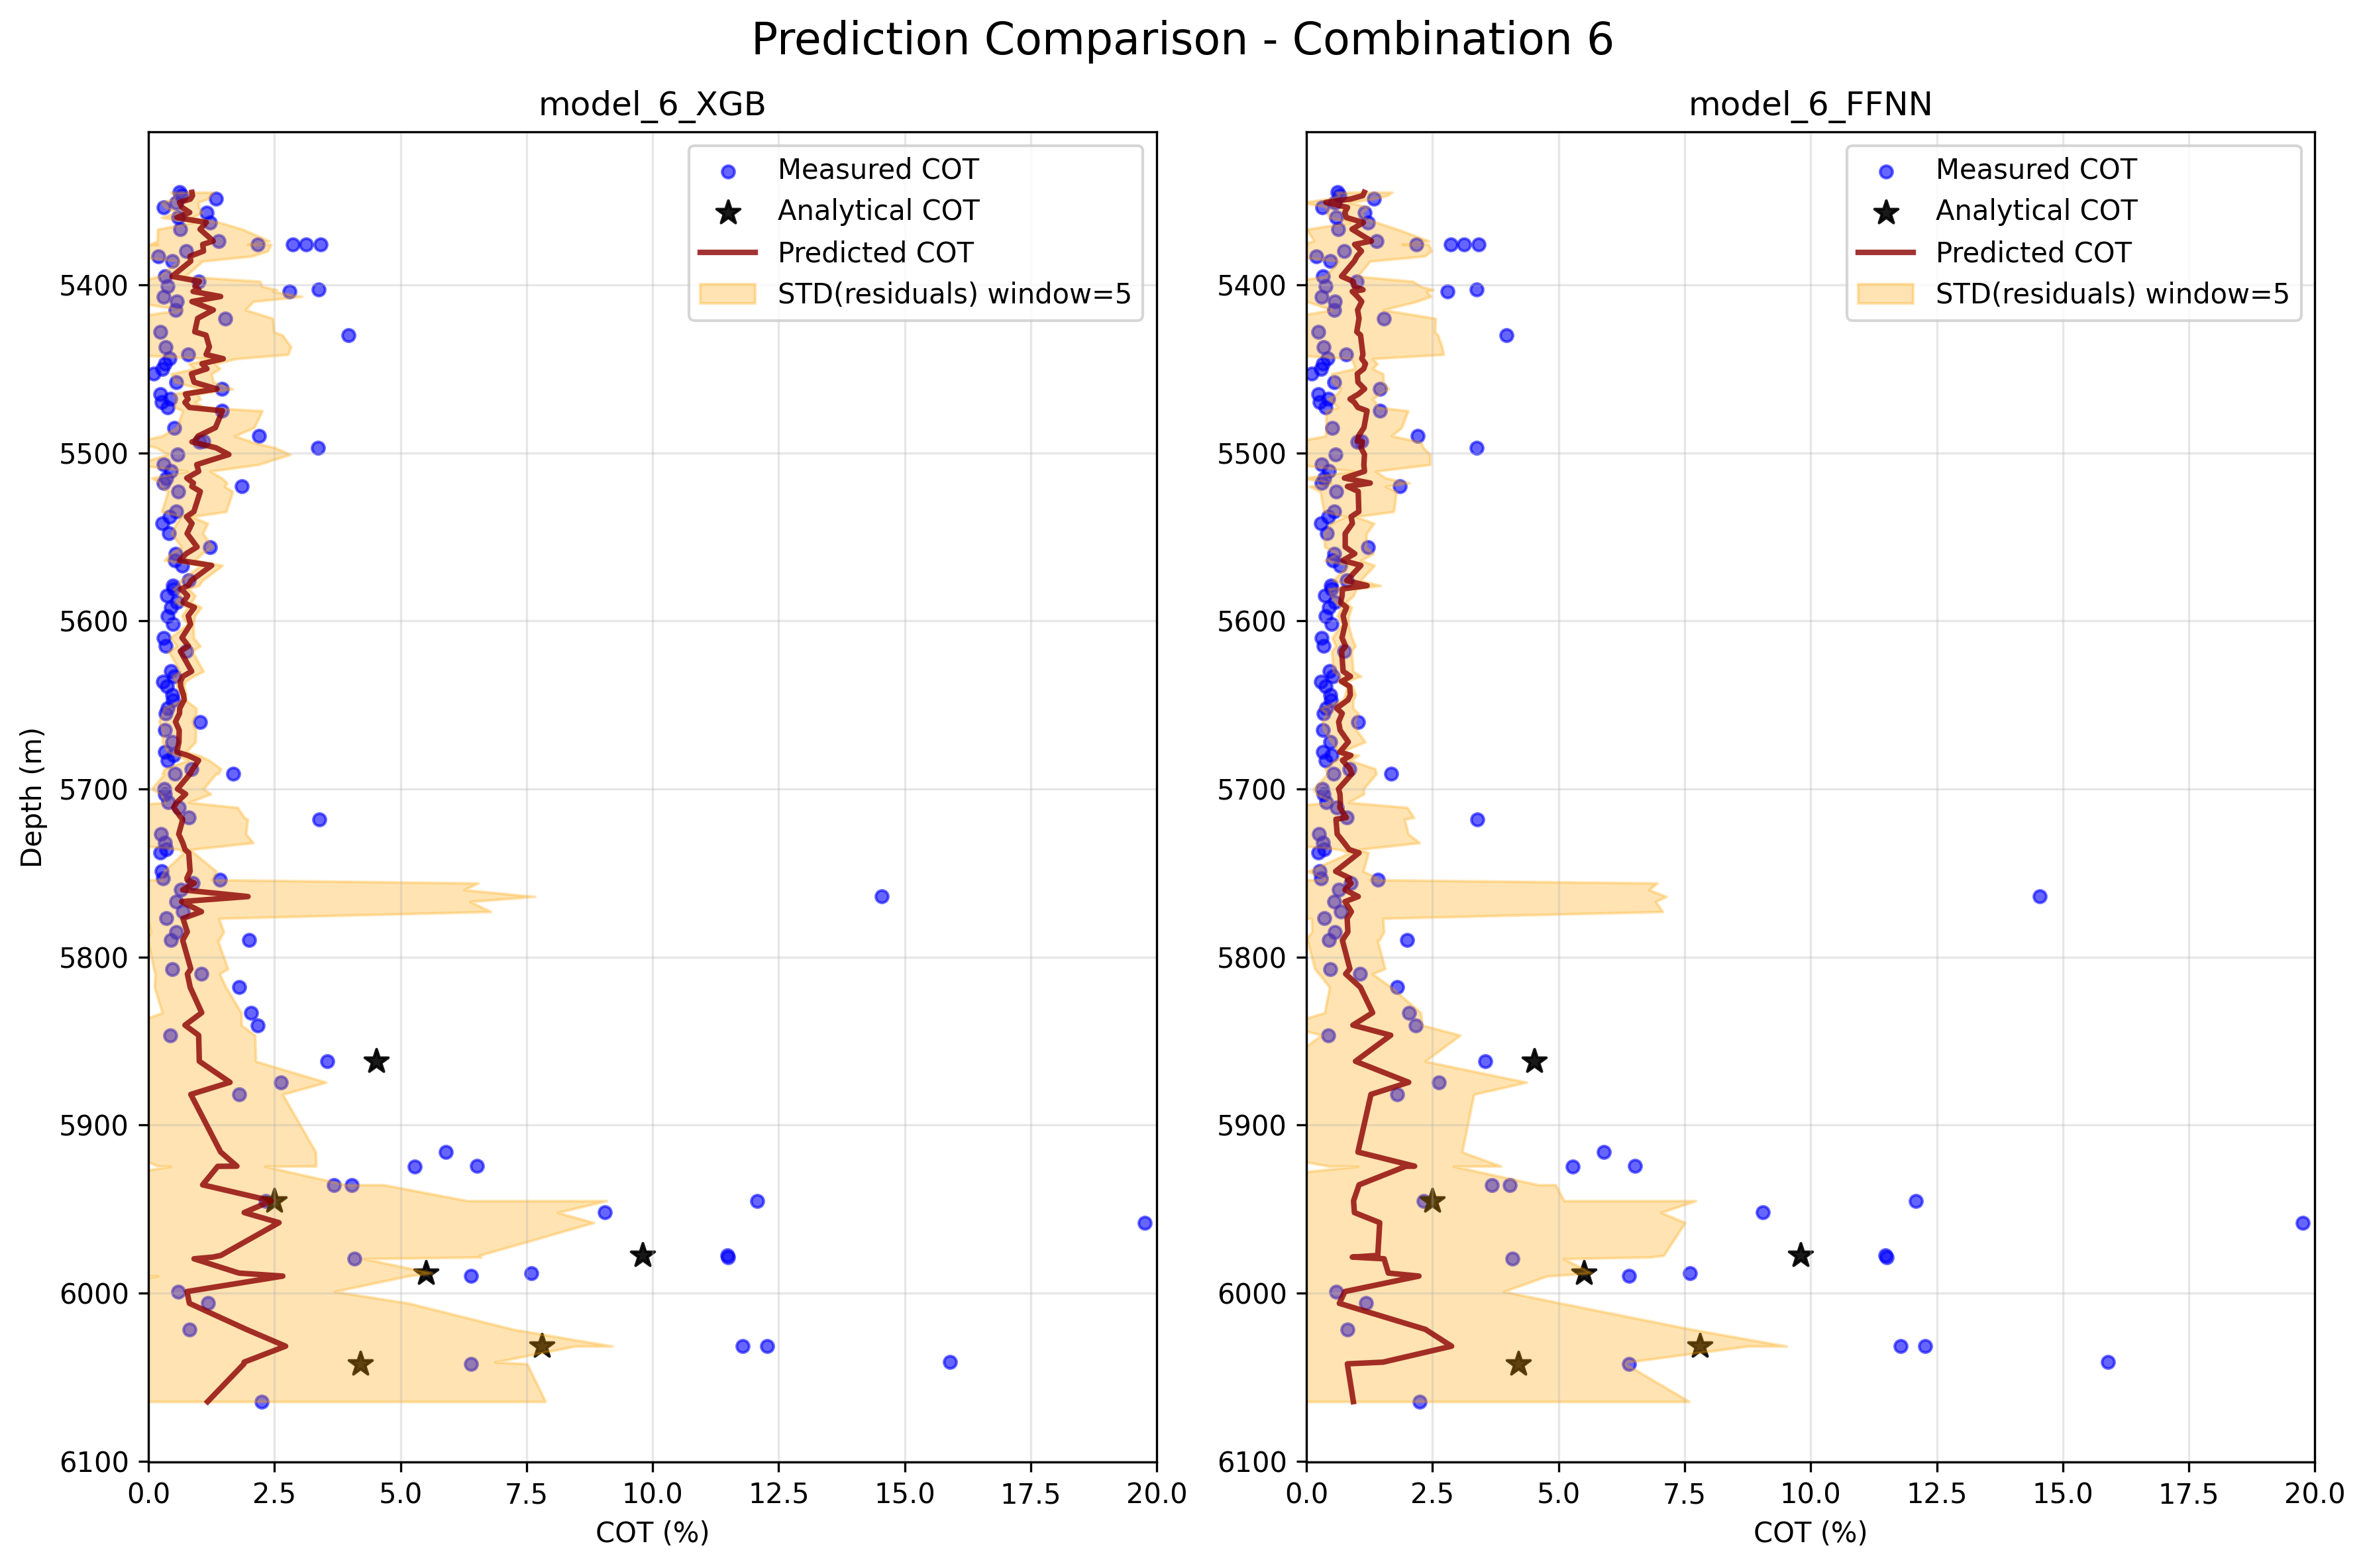 Prediction Comparison - Combination 6
model_6_XGB
Measured COT
Analytical COT
Predicted COT
STD(residuals) window=5
5400
5500
5600
5700
5800
5900
6000
6100
Depth (m)
0.0 2.5 5.0 7.5 10.0 12.5 15.0 17.5 20.0
COT (%)
model_6_FFNN
Measured COT
Analytical COT
Predicted COT
STD(residuals) window=5
5400
5500
5600
5700
5800
5900
6000
6100
0.0 2.5 5.0 7.5 10.0 12.5 15.0 17.5 20.0
COT (%)